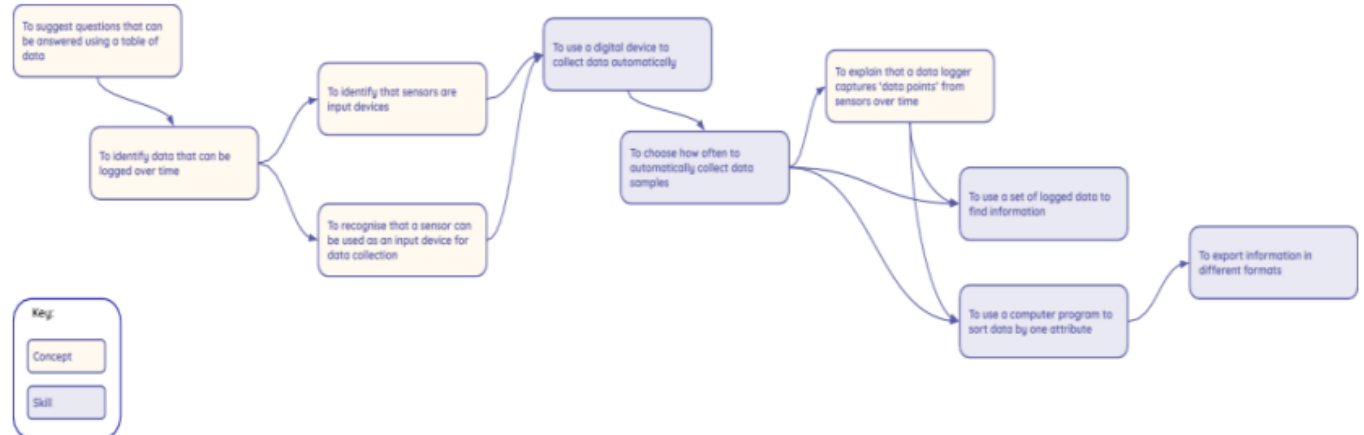 To suggest questions that can
be answered using a table of
data
To identify data that can be
logged over time
To identify that sensors are
input devices
To recognise that a sensor can
be used as an input device for
data collection
To use a digital device to
collect data automatically
To choose how often to
automatically collect data
samples
To explain that a data logger
captures 'data points' from
sensors over time
To use a set of logged data to
find information
To use a computer program to
sort data by one attribute
To export information in
different formats
Key:
Concept
Skill